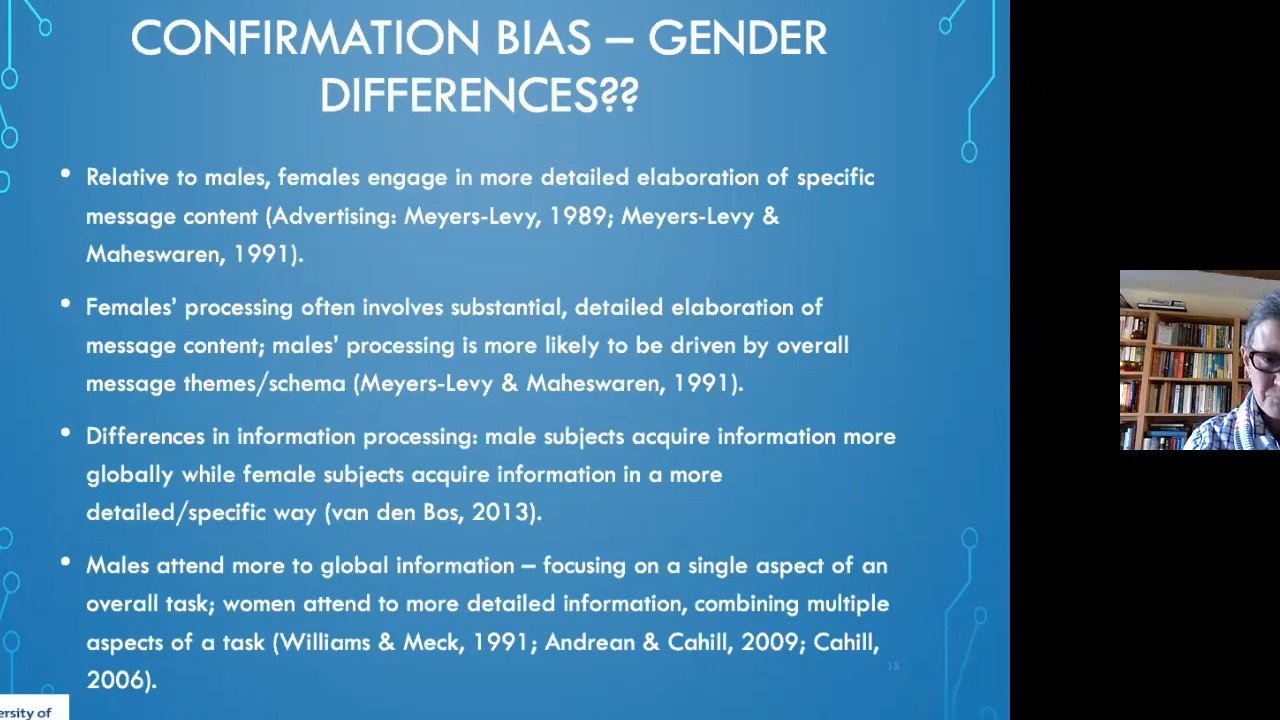 CONFIRMATION BIAS – GENDER
DIFFERENCES??
• Relative to males, females engage in more detailed elaboration of specific
message content (Advertising: Meyers-Levy, 1989; Meyers-Levy &
Maheswaren, 1991).
• Females' processing often involves substantial, detailed elaboration of
message content; males' processing is more likely to be driven by overall
message themes/schema (Meyers-Levy & Maheswaren, 1991).
• Differences in information processing: male subjects acquire information more
globally while female subjects acquire information in a more
detailed/specific way (van den Bos, 2013).
• Males attend more to global information – focusing on a single aspect of an
overall task; women attend to more detailed information, combining multiple
aspects of a task (Williams & Meck, 1991; Andrean & Cahill, 2009; Cahill,
2006).
15
ersity of